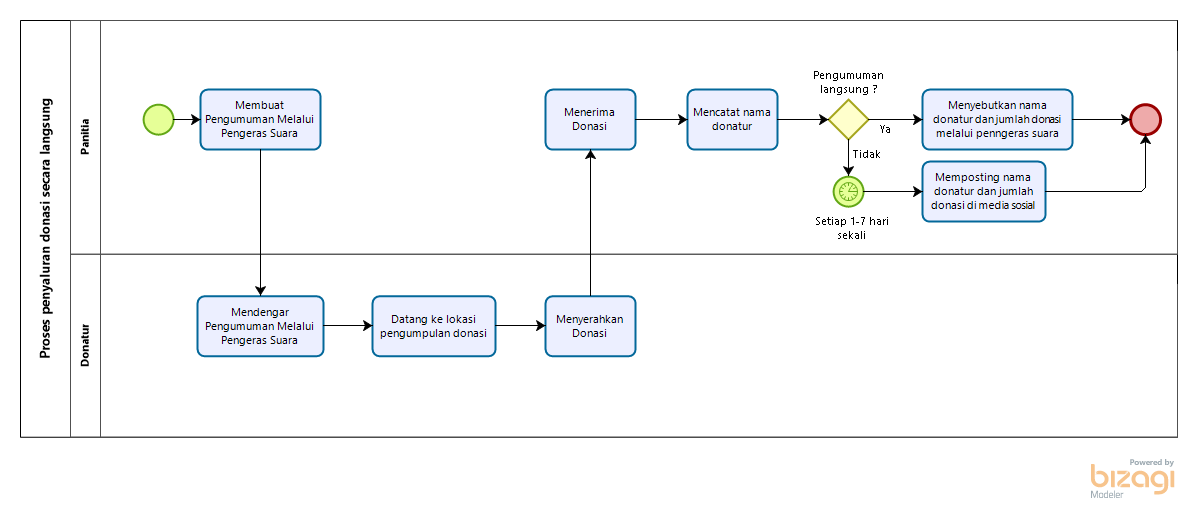 Proses penyaluran donasi secara langsung
Panitia
Membuat
Pengumuman Melalui
Pengeras Suara
Menerima
Donasi
Mencatat nama
donatur
Pengumuman
langsung ?
Ya
Tidak
Menyebutkan nama
donatur dan jumlah donasi
melalui penngeras suara
Setiap 1-7 hari
sekali
Memposting nama
donatur dan jumlah
donasi di media sosial
Donatur
Mendengar
Pengumuman Melalui
Pengeras Suara
Datang ke lokasi
pengumpulan donasi
Menyerahkan
Donasi
Powered by
bizagi
Modeler